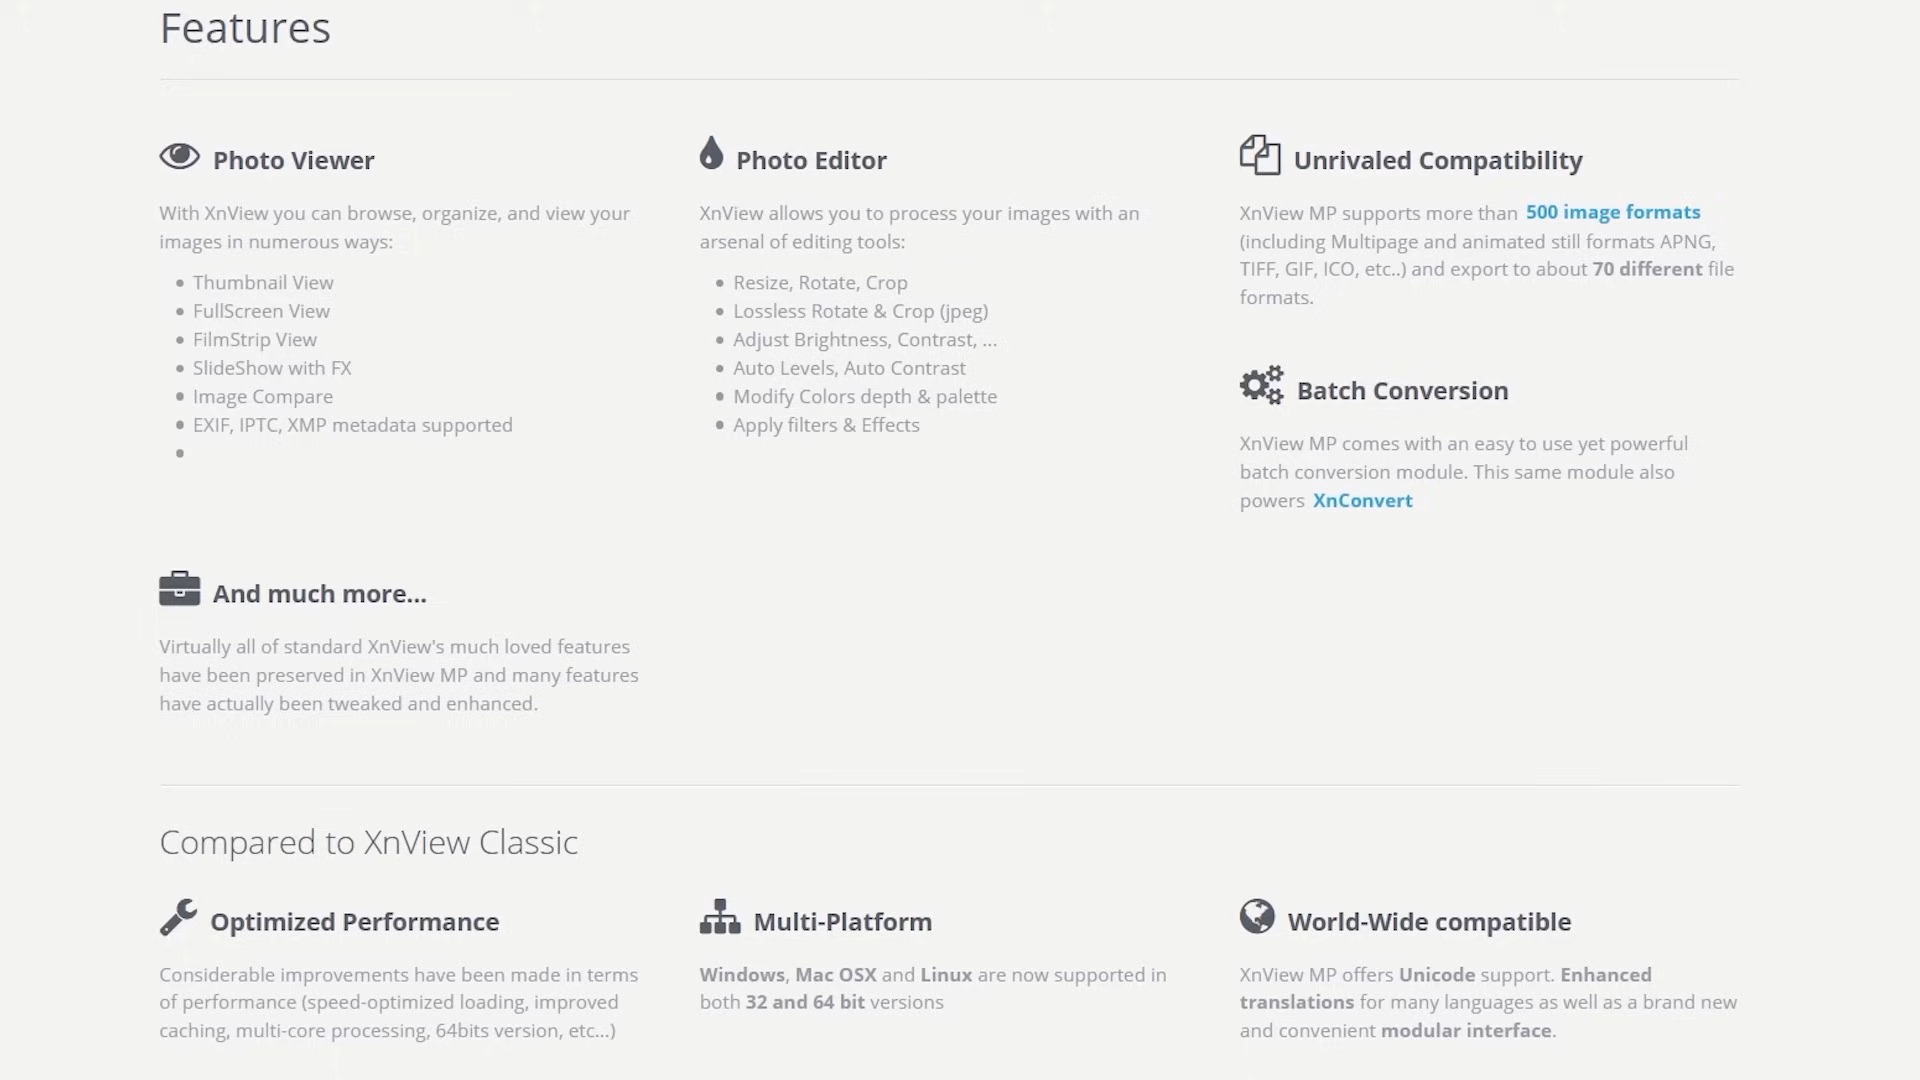 Features
Photo Viewer
With XnView you can browse, organize, and view your
images in numerous ways:
Thumbnail View
FullScreen View
FilmStrip View
SlideShow with FX
Image Compare
EXIF, IPTC, XMP metadata supported
Photo Editor
XnView allows you to process your images with an
arsenal of editing tools:
Resize, Rotate, Crop
Lossless Rotate & Crop (jpeg)
Adjust Brightness, Contrast, ...
Auto Levels, Auto Contrast
Modify Colors depth & palette
Apply filters & Effects
Unrivaled Compatibility
XnView MP supports more than 500 image formats
(including Multipage and animated still formats APNG,
TIFF, GIF, ICO, etc..) and export to about 70 different file
formats.
Batch Conversion
XnView MP comes with an easy to use yet powerful
batch conversion module. This same module also
powers XnConvert
And much more...
Virtually all of standard XnView's much loved features
have been preserved in XnView MP and many features
have actually been tweaked and enhanced.
Compared to XnView Classic
Optimized Performance
Considerable improvements have been made in terms
of performance (speed-optimized loading, improved
caching, multi-core processing, 64bits version, etc...)
Multi-Platform
Windows, Mac OSX and Linux are now supported in
both 32 and 64 bit versions
World-Wide compatible
XnView MP offers Unicode support. Enhanced
translations for many languages as well as a brand new
and convenient modular interface.